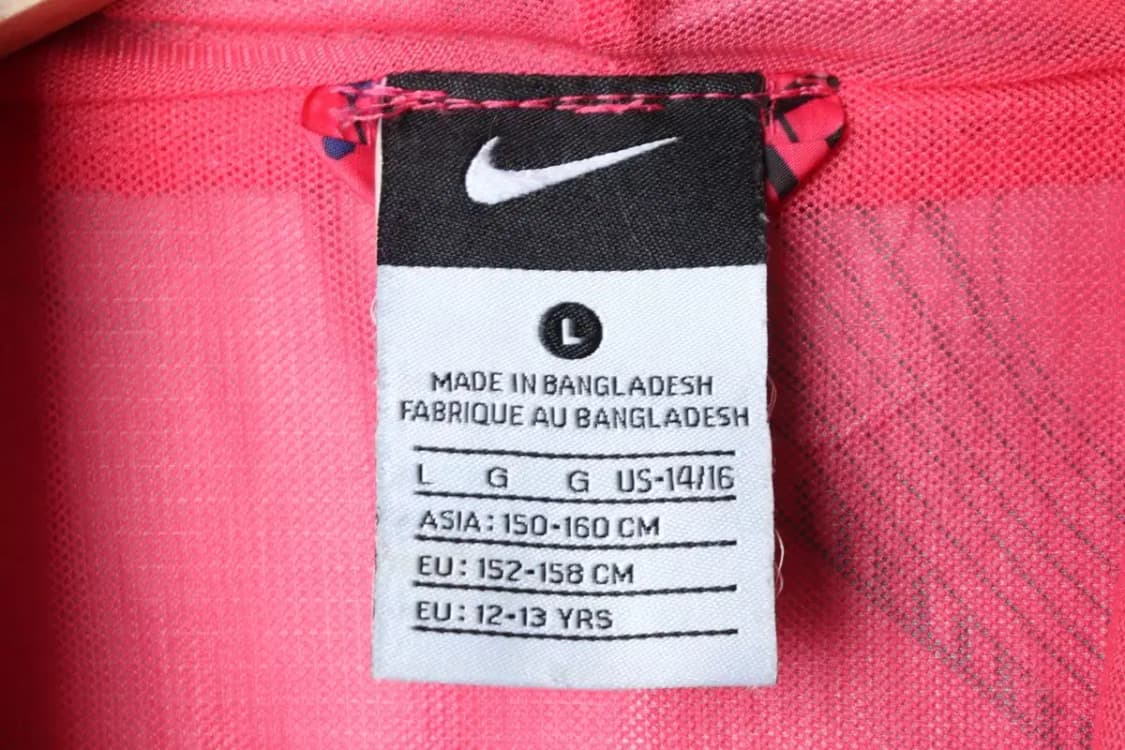 L
MADE IN BANGLADESH
FABRIQUE AU BANGLADESH
L G G US-14/16
ASIA: 150-160 CM
EU: 152-158 CM
EU: 12-13 YRS